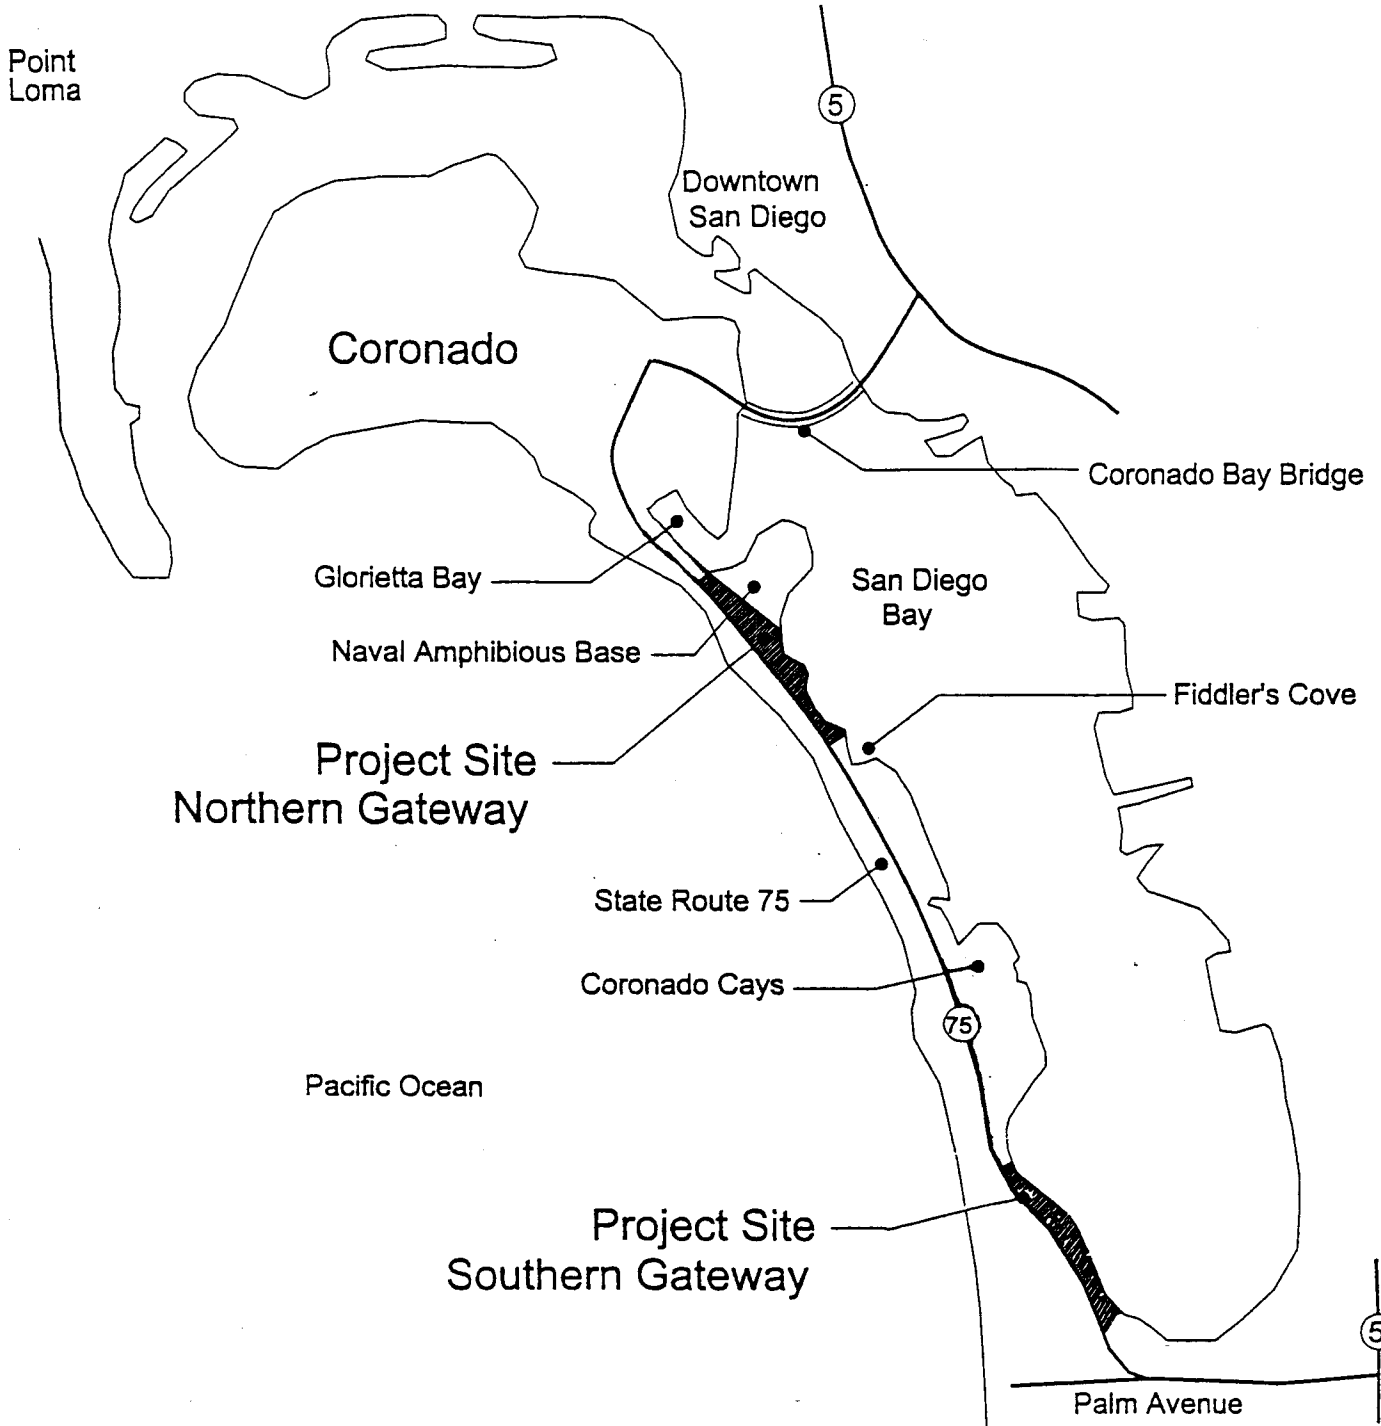 Point
Loma
5
Downtown
San Diego
Coronado
Coronado Bay Bridge
Glorietta Bay
San Diego
Bay
Naval Amphibious Base
Fiddler's Cove
Project Site
Northern Gateway
State Route 75
Coronado Cays
75
Pacific Ocean
Project Site
Southern Gateway
5
Palm Avenue